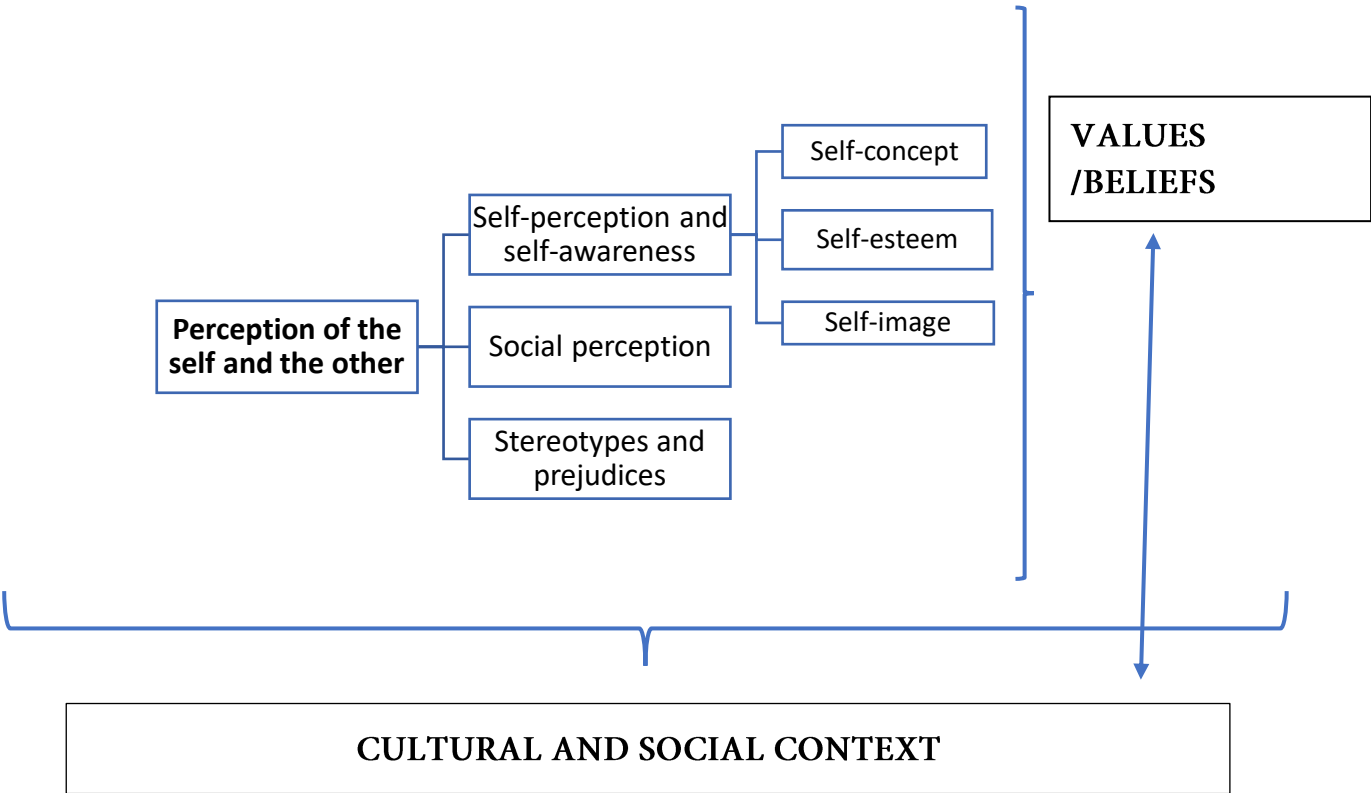 Perception of the
self and the other
Self-perception and
self-awareness
Social perception
Stereotypes and
prejudices
Self-concept
Self-esteem
Self-image
VALUES
/BELIEFS
CULTURAL AND SOCIAL CONTEXT